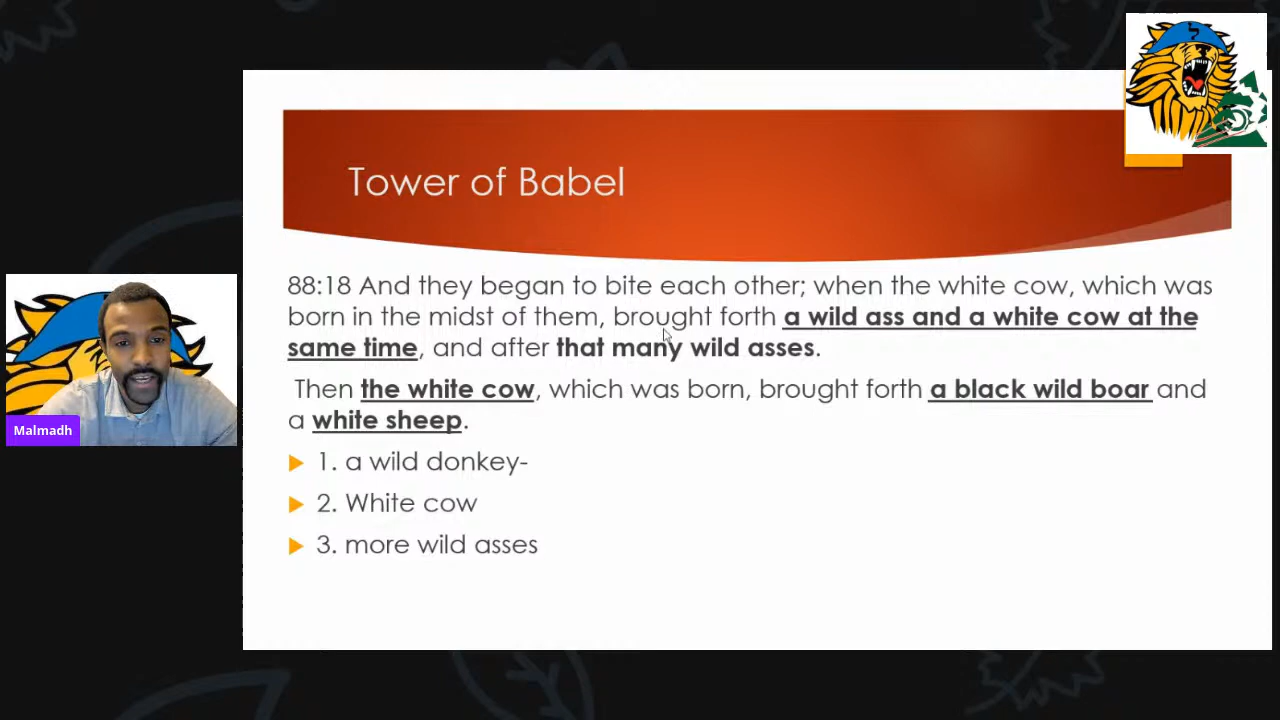 Tower of Babel
88:18 And they began to bite each other; when the white cow, which was
born in the midst of them, brought forth a wild ass and a white cow at the
same time, and after that many wild asses.
Then the white cow, which was born, brought forth a black wild boar and
a white sheep.
1. a wild donkey-
2. White cow
3. more wild asses
Malmadh